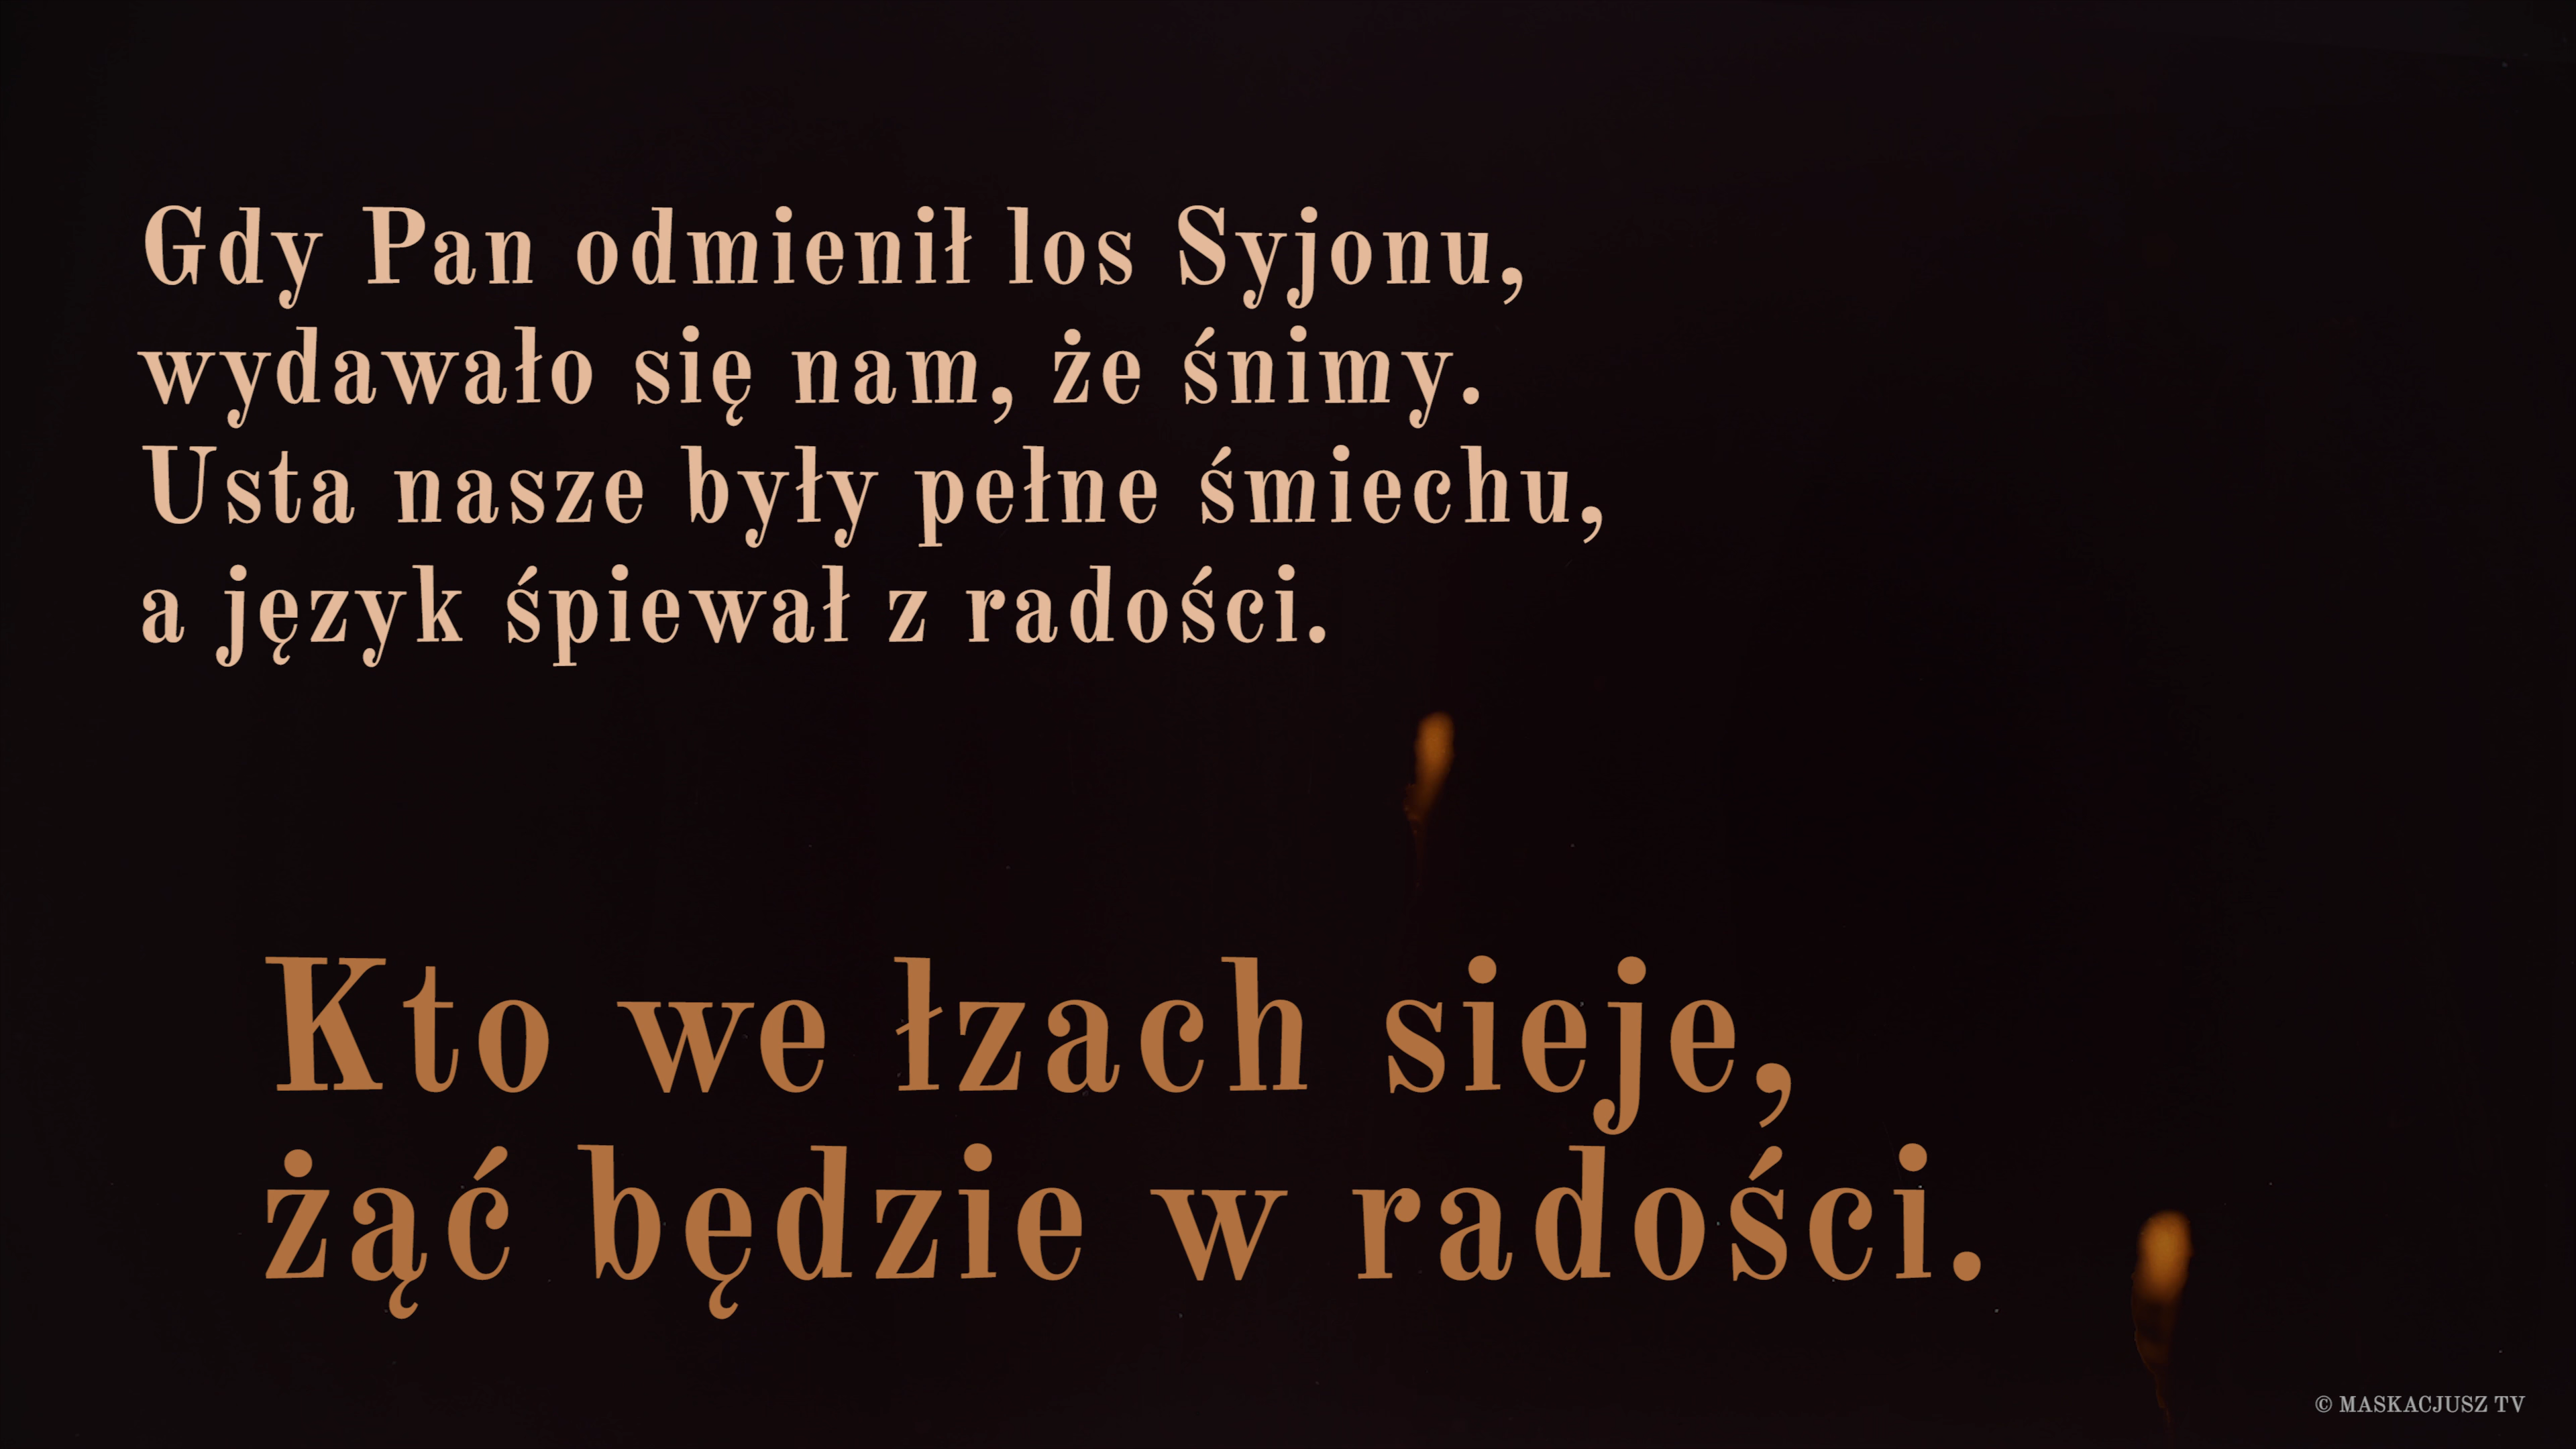 Gdy Pan odmienił los Syjonu,
wydawało się nam, że śnimy.
Usta nasze były pełne śmiechu,
a język śpiewał z radości.
Kto we łzach sieje,
żąć będzie w radości.
© MASKACJUSZ TV